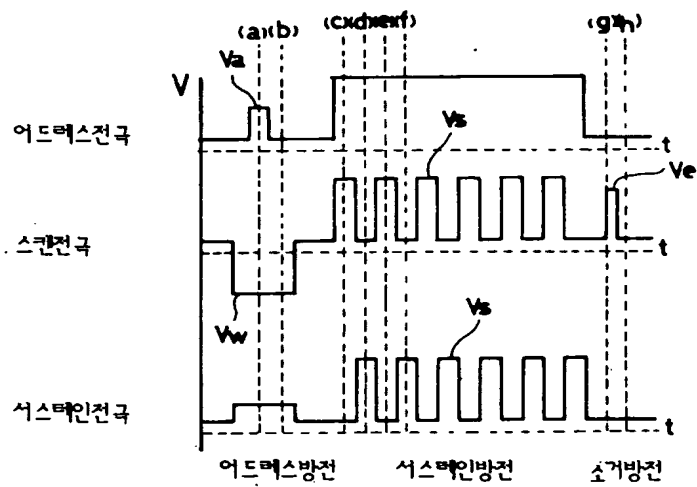 (a)(b) (c)(d)(e)(f) (g)(h)
Va
V
어드레스전극
t
Vs
Ve
스캔전극
t
Vw
Vs
서스테인전극
t
어드레스방전 서스테인방전 소거방전